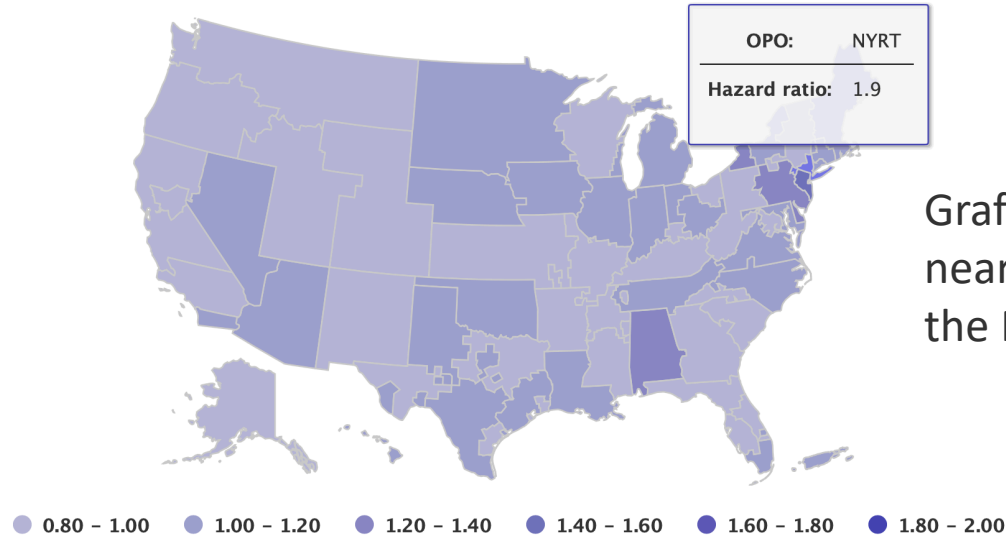 OPO: NYRT
Hazard ratio: 1.9
Graf
near
the
0.80 – 1.00
1.00 – 1.20
1.20 – 1.40
1.40 – 1.60
1.60 – 1.80
1.80 – 2.00